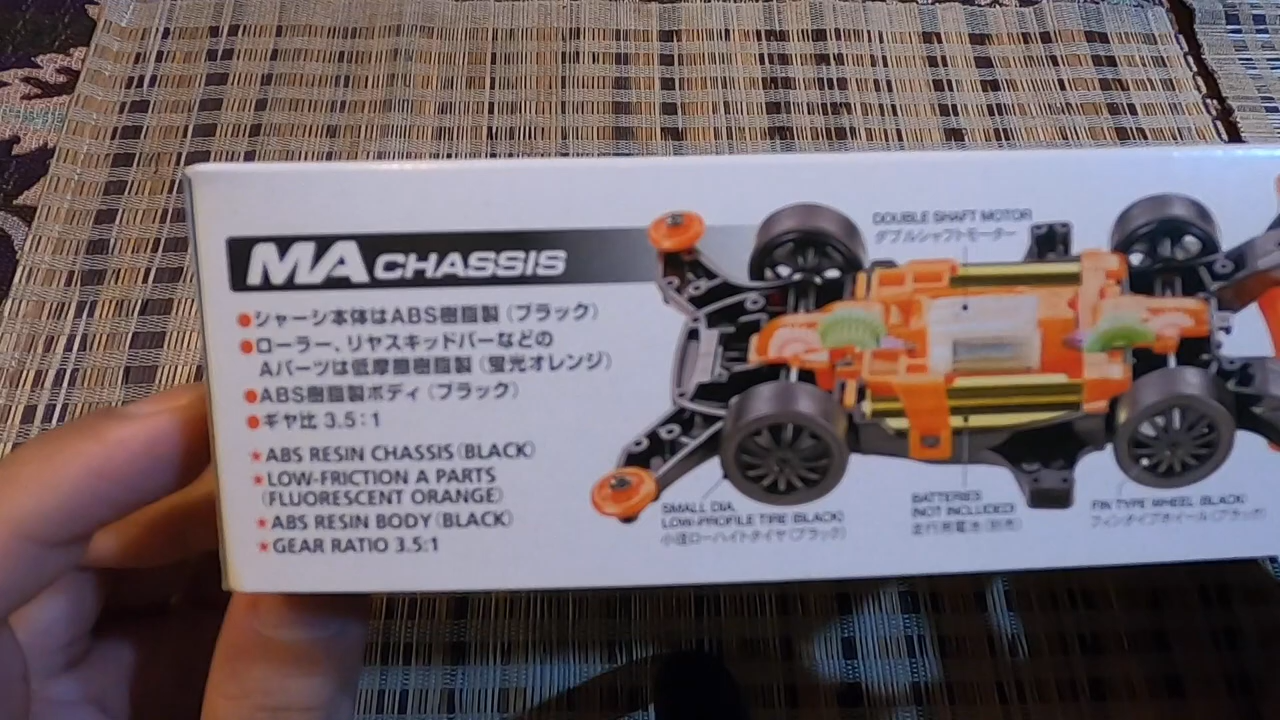 MA CHASSIS
●シャーシ本体はABS樹脂製（ブラック）
●ローラー、リヤスキッドバーなどの
Aパーツは低摩擦樹脂製（蛍光オレンジ）
●ABS樹脂製ボディ（ブラック）
●ギヤ比 3.5：1
★ABS RESIN CHASSIS (BLACK)
★LOW-FRICTION A PARTS
(FLUORESCENT ORANGE)
★ABS RESIN BODY (BLACK)
★GEAR RATIO 3.5:1
DOUBLE SHAFT MOTOR
ダブルシャフトモーター
SMALL DIA.
LOW-PROFILE TIRE (BLACK)
小径ローハイトタイヤ（ブラック）
BATTERIES
(NOT INCLUDED)
走行用電池（別売）
FIN TYPE WHEEL (BLACK)
フィンタイプホイール（ブラック）